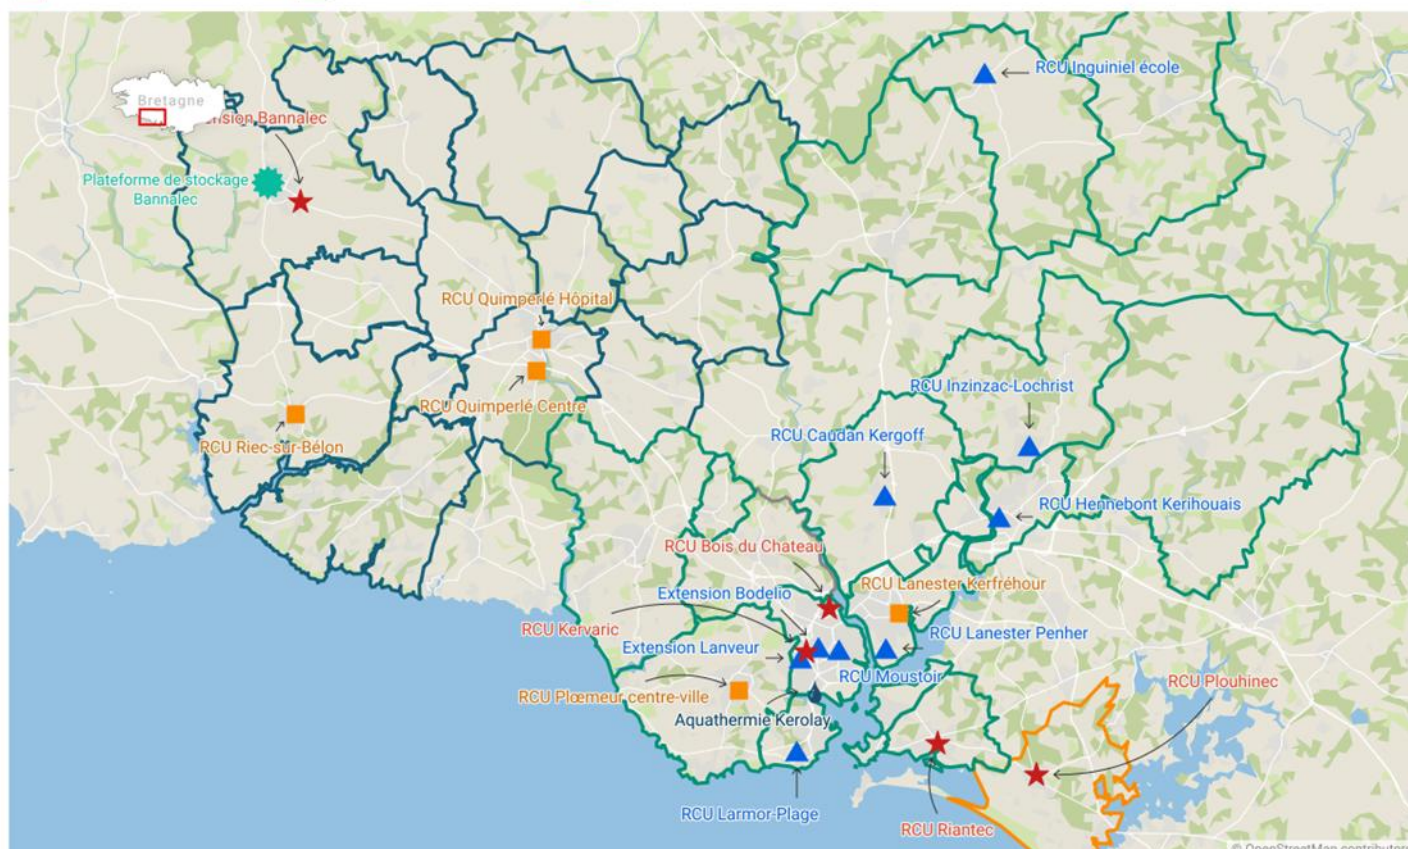 RCU Inguiniel école
Bretagne
ension Bannalec
Plateforme de stockage
Bannalec
RCU Quimperlé Hôpital
RCU Inzinzac-Lochrist
RCU Quimperlé Centre
RCU Caudan Kergoff
RCU Riec-sur-Bélon
RCU Hennebont Kerihouais
RCU Bois du Chateau
RCU Lanester Kerfréhour
Extension Bodelio
RCU Kervaric
RCU Lanester Penher
Extension Lanveur
RCU Moustoir
RCU Plouhinec
RCU Plœmeur centre-ville
Aquathermie Kerolay
RCU Larmor-Plage
RCU Riantec
© OpenStreetMap contributors